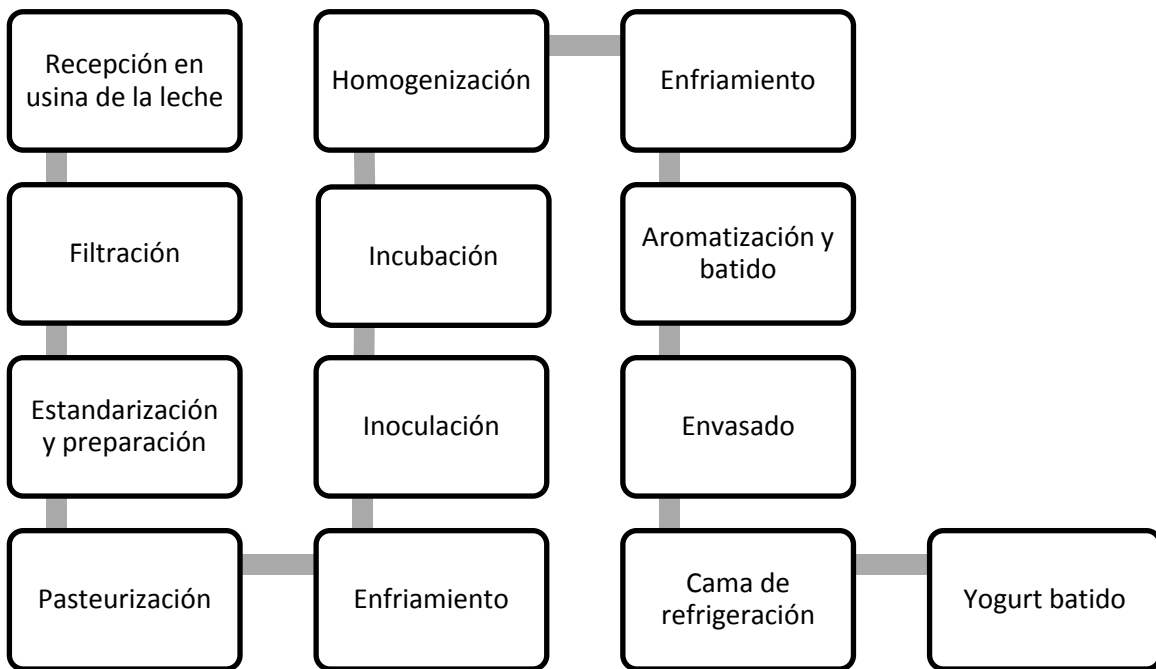 Recepción en
usina de la leche
Filtración
Estandarización
y preparación
Pasteurización
Enfriamiento
Inoculación
Incubación
Homogenización
Enfriamiento
Aromatización y
batido
Envasado
Cama de
refrigeración
Yogurt batido